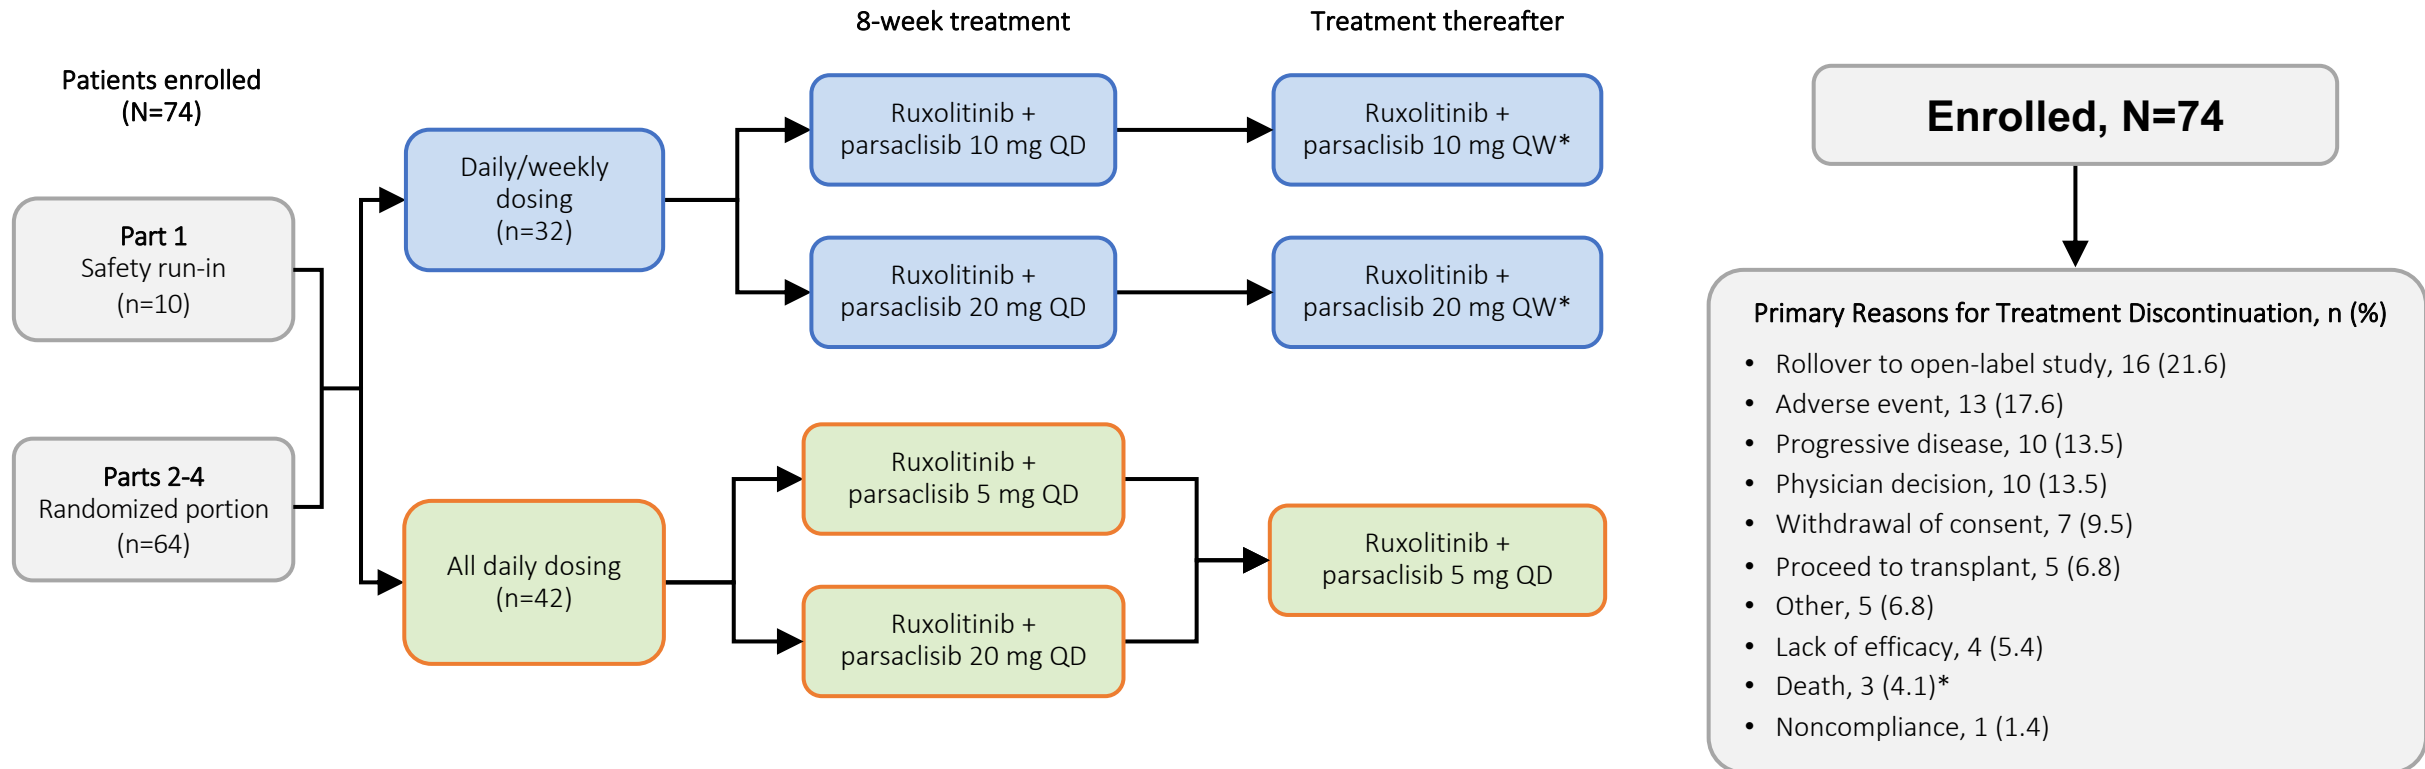 8-week treatment
Treatment thereafter
Patients enrolled
(N=74)
Part 1
Safety run-in
(n=10)
Parts 2-4
Randomized portion
(n=64)
Daily/weekly
dosing
(n=32)
All daily dosing
(n=42)
Ruxolitinib +
parsaclisib 10 mg QD
Ruxolitinib +
parsaclisib 10 mg QW*
Ruxolitinib +
parsaclisib 20 mg QD
Ruxolitinib +
parsaclisib 20 mg QW*
Ruxolitinib +
parsaclisib 5 mg QD
Ruxolitinib +
parsaclisib 20 mg QD
Ruxolitinib +
parsaclisib 5 mg QD
Enrolled, N=74
Primary Reasons for Treatment Discontinuation, n (%)
• Rollover to open-label study, 16 (21.6)
• Adverse event, 13 (17.6)
• Progressive disease, 10 (13.5)
• Physician decision, 10 (13.5)
• Withdrawal of consent, 7 (9.5)
• Proceed to transplant, 5 (6.8)
• Other, 5 (6.8)
• Lack of efficacy, 4 (5.4)
• Death, 3 (4.1)*
• Noncompliance, 1 (1.4)